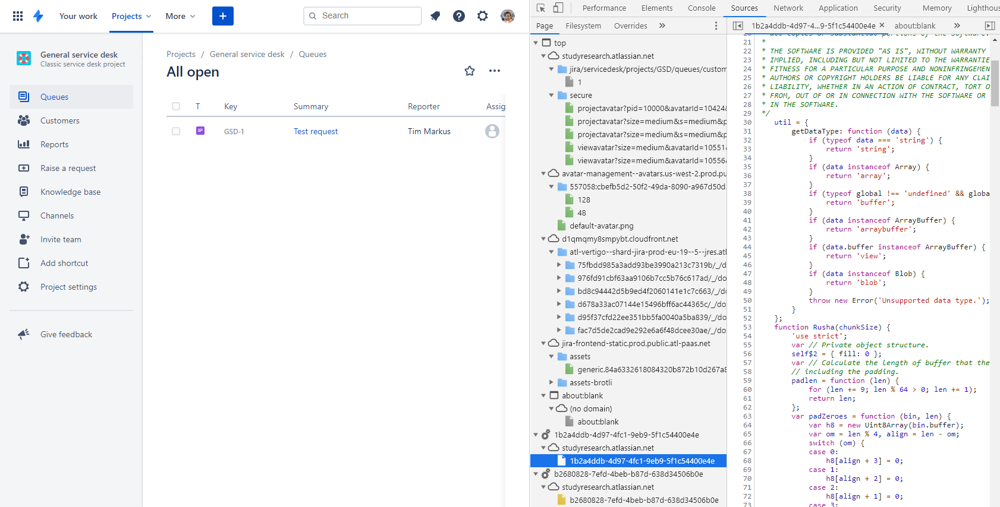 Your work
Projects
More
+
Search
General service desk
Classic service desk project
Queues
Customers
Reports
Raise a request
Knowledge base
Channels
Invite team
Add shortcut
Project settings
Give feedback
Projects / General service desk / Queues
All open
T Key Summary Reporter Assig
GSD-1 Test request Tim Markus
Performance Elements Console Sources Network Application Security Memory Lighthous
Page Filesystem Overrides »
top
studyresearch.atlassian.net
jira/servicedesk/projects/GSD/queues/custom
1
secure
projectavatar?pid=10000&avatarId=10424&
projectavatar?size=medium&s=medium&p
projectavatar?size=medium&s=medium&p
viewavatar?size=medium&avatarId=10551&
viewavatar?size=medium&avatarId=10556&
avatar-management--avatars.us-west-2.prod.pu
557058:cbefb5d2-50f2-49da-8090-a967d50d
128
48
default-avatar.png
d1qmqmy8smpybt.cloudfront.net
atl-vertigo--shard-jira-prod-eu-19--5--jres.atl
75fbdd985a3add93be3990a213c7319b/_/do
976fd91cbf63aa9106b7cc5b76c617ad/_/do
bd8c94442d5b9ed4f2060141e1c7c663/_/do
d678a33ac07144e15496bff6ac44365c/_/do
d95f37cfd22ee351bb5fa0040a5ba839/_/do
fac7d5de2cad9e292e6a6f48dcee30ae/_/do
jira-frontend-static.prod.public.atl-paas.net
assets
generic.84a6332618084320b872b10d267a8
assets-brotli
about:blank
(no domain)
about:blank
1b2a4ddb-4d97-4fc1-9eb9-5f1c54400e4e
studyresearch.atlassian.net
1b2a4ddb-4d97-4fc1-9eb9-5f1c54400e4e
b2680828-7efd-4beb-b87d-638d34506b0e
studyresearch.atlassian.net
b2680828-7efd-4beb-b87d-638d34506b0e
1b2a4ddb-4d97-4...9-5f1c54400e4e × about:blank »
20 * all copies or substantial portions of the Software.
21 *
22 * THE SOFTWARE IS PROVIDED "AS IS", WITHOUT WARRANTY
23 * IMPLIED, INCLUDING BUT NOT LIMITED TO THE WARRANTIE
24 * FITNESS FOR A PARTICULAR PURPOSE AND NONINFRINGEMEN
25 * AUTHORS OR COPYRIGHT HOLDERS BE LIABLE FOR ANY CLAI
26 * LIABILITY, WHETHER IN AN ACTION OF CONTRACT, TORT O
27 * FROM, OUT OF OR IN CONNECTION WITH THE SOFTWARE OR
28 * IN THE SOFTWARE.
29 */
30 util = {
31 getDataType: function (data) {
32 if (typeof data === 'string') {
33 return 'string';
34 }
35 if (data instanceof Array) {
36 return 'array';
37 }
38 if (typeof global !== 'undefined' && globa
39 return 'buffer';
40 }
41 if (data instanceof ArrayBuffer) {
42 return 'arraybuffer';
43 }
44 if (data.buffer instanceof ArrayBuffer) {
45 return 'view';
46 }
47 if (data instanceof Blob) {
48 return 'blob';
49 }
50 throw new Error('Unsupported data type.');
51 }
52 };
53 function Rusha(chunkSize) {
54 'use strict';
55 var // Private object structure.
56 self$2 = { fill: 0 };
57 var // Calculate the length of buffer that the
58 // including the padding.
59 padlen = function (len) {
60 for (len += 9; len % 64 > 0; len += 1);
61 return len;
62 };
63 var padZeroes = function (bin, len) {
64 var h8 = new Uint8Array(bin.buffer);
65 var om = len % 4, align = len - om;
66 switch (om) {
67 case 0:
68 h8[align + 3] = 0;
69 case 1:
70 h8[align + 2] = 0;
71 case 2:
72 h8[align + 1] = 0;
73 case 3: